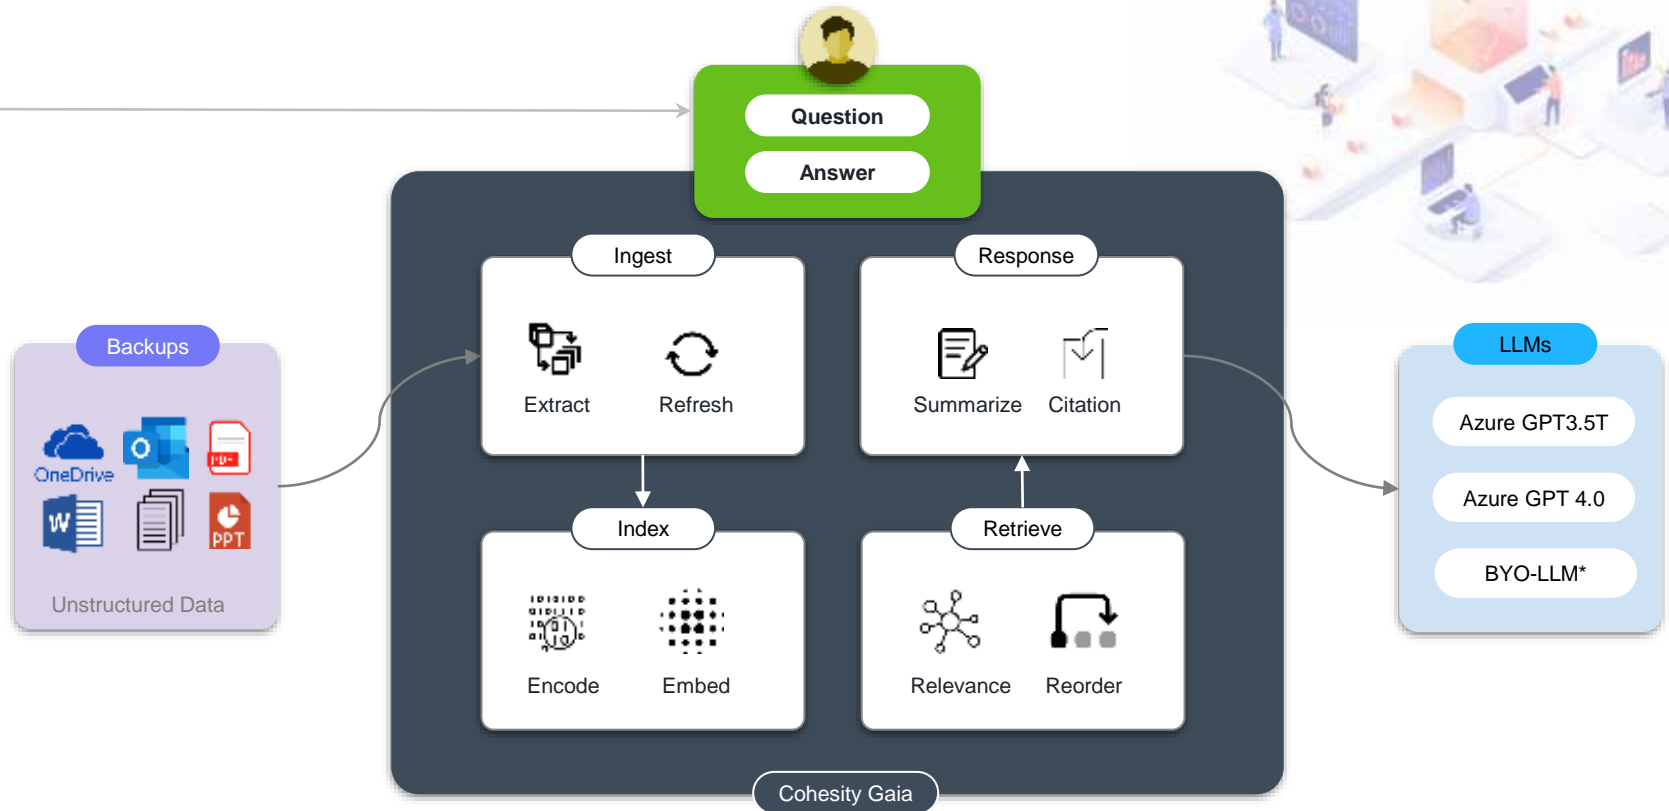 Question
Answer
Ingest
Extract
Refresh
Response
Summarize
Citation
Backups
OneDrive
PDF
W
PPT
Unstructured Data
Index
Encode
Embed
Retrieve
Relevance
Reorder
LLMs
Azure GPT3.5T
Azure GPT 4.0
BYO-LLM*
Cohesity Gaia